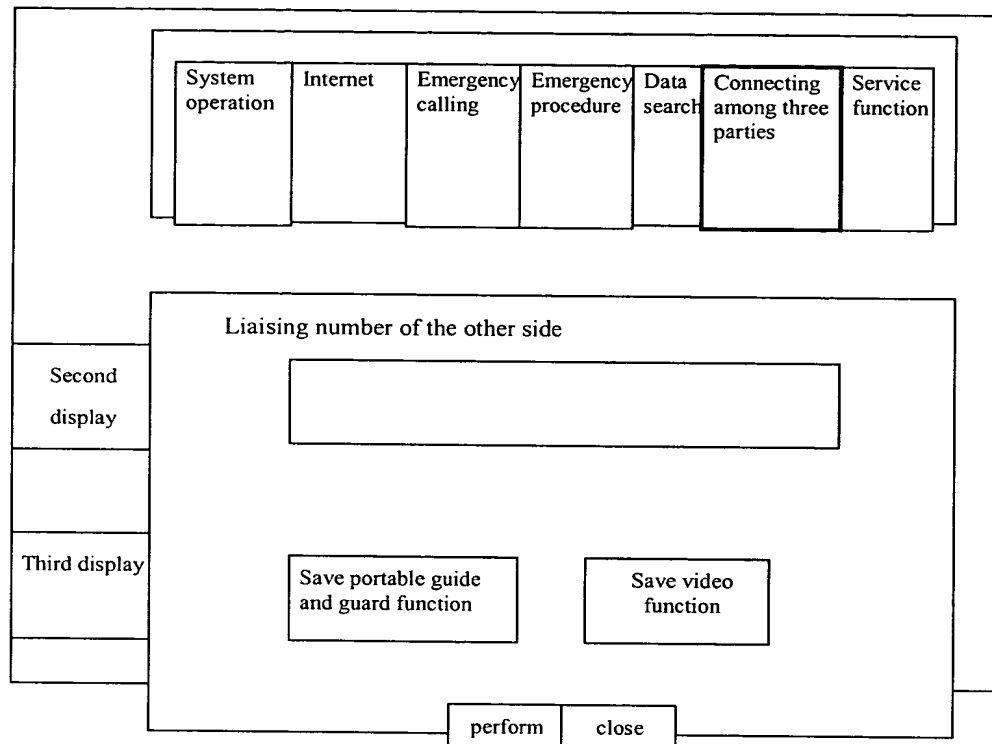 System
operation
Internet
Emergency
calling
Emergency
procedure
Data
search
Connecting
among three
parties
Service
function
Liaising number of the other side
Second
display
Third display
Save portable guide
and guard function
Save video
function
perform
close